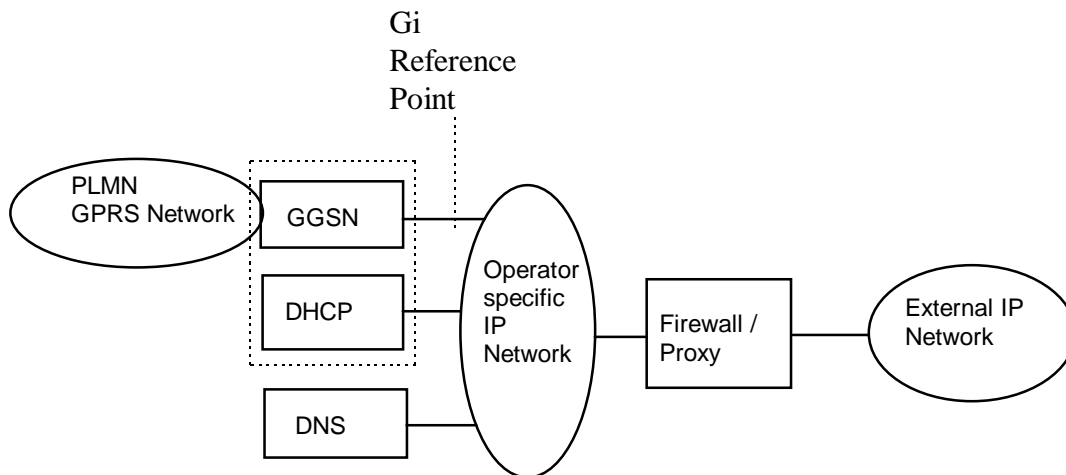 Gi
Reference
Point
PLMN
GPRS Network
GGSN
DHCP
DNS
Operator
specific
IP
Network
Firewall /
Proxy
External IP
Network